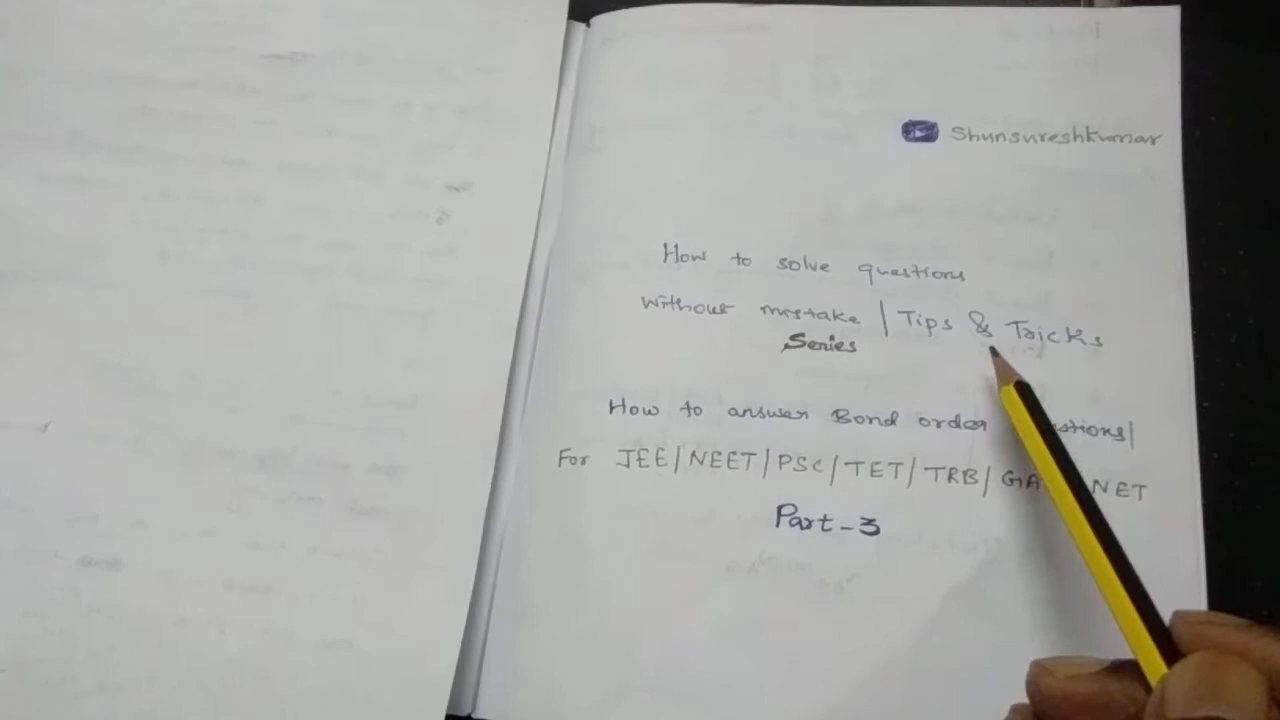 Shunsureshkumar
How to solve questions
without mistake | Tips & Tricks
Series
How to answer Bond order
For JEE/NEET/PSC/TET/TRB/ NET
Part-3